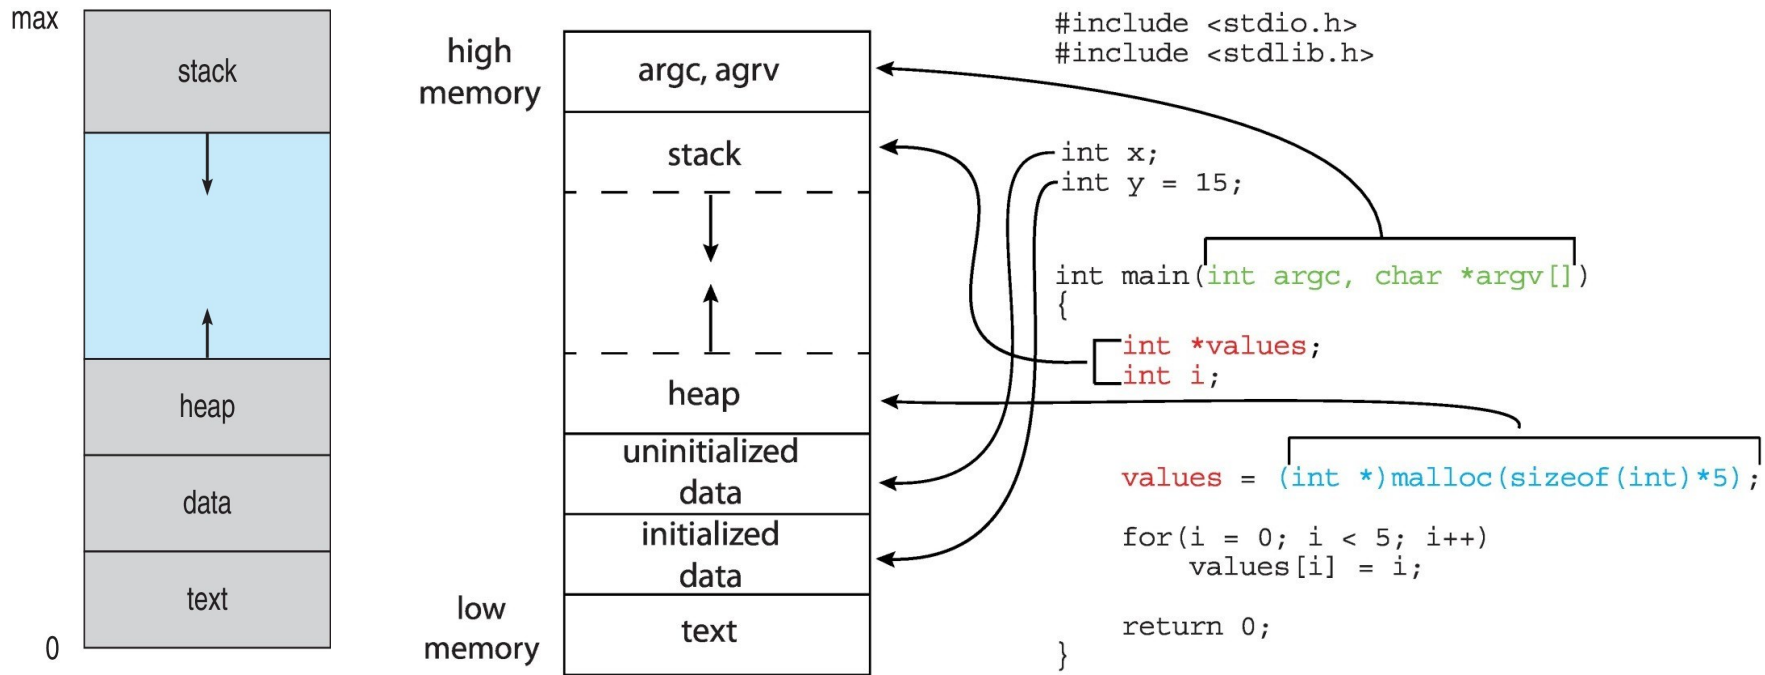 max
stack
heap
data
text
0
high
memory
argc, agrv
stack
heap
uninitialized
data
initialized
data
low
memory
text
#include <stdio.h>
#include <stdlib.h>
int x;
int y = 15;
int main(int argc, char *argv[])
{
int *values;
int i;
values = (int *)malloc(sizeof(int)*5);
for(i = 0; i < 5; i++)
values[i] = i;
return 0;
}